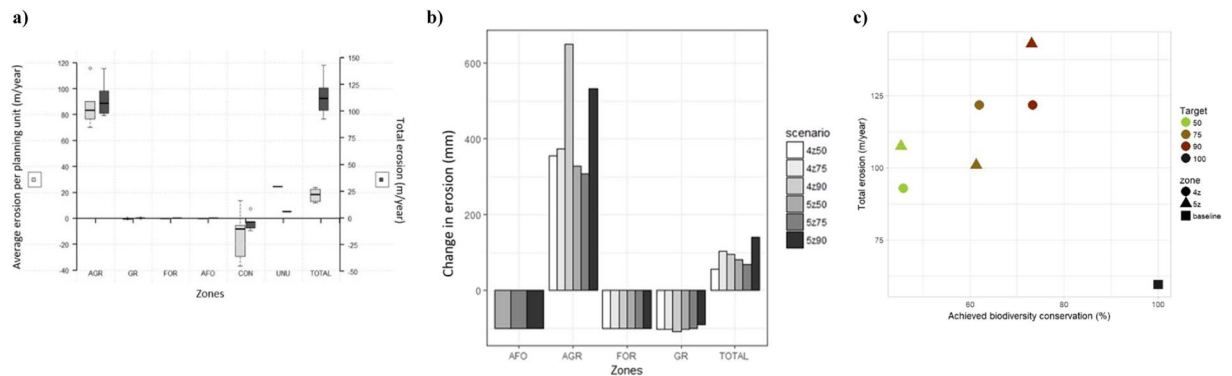 a)
Average erosion per planning unit (m/year)
120
100
80
60
40
20
0
-20
-40
150
125
100
75
50
25
0
-25
-50
Total erosion (m/year)
AGR GR FOR AFO CON UNU TOTAL
Zones
b)
Change in erosion (mm)
600
400
200
0
AFO AGR FOR GR TOTAL
Zones
scenario
4z50
4z75
4z90
5z50
5z75
5z90
c)
Total erosion (m/year)
125
100
75
60 80 100
Achieved biodiversity conservation (%)
Target
50
75
90
100
zone
4z
5z
baseline